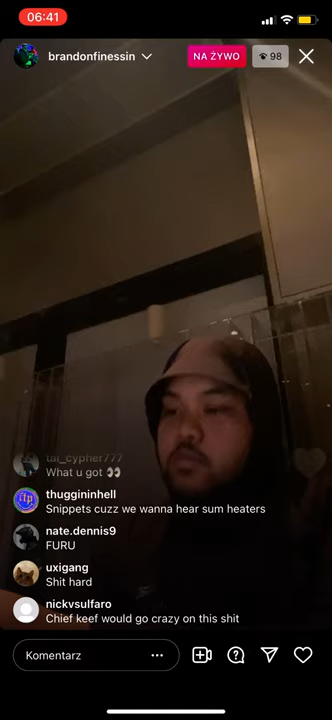 06:41
brandonfinessin
NA ŻYWO
98
tai_cypher777
What u got 👀
thuggininhell
Snippets cuzz we wanna hear sum heaters
nate.dennis9
FURU
uxigang
Shit hard
nickvsulfaro
Chief keef would go crazy on this shit
Komentarz